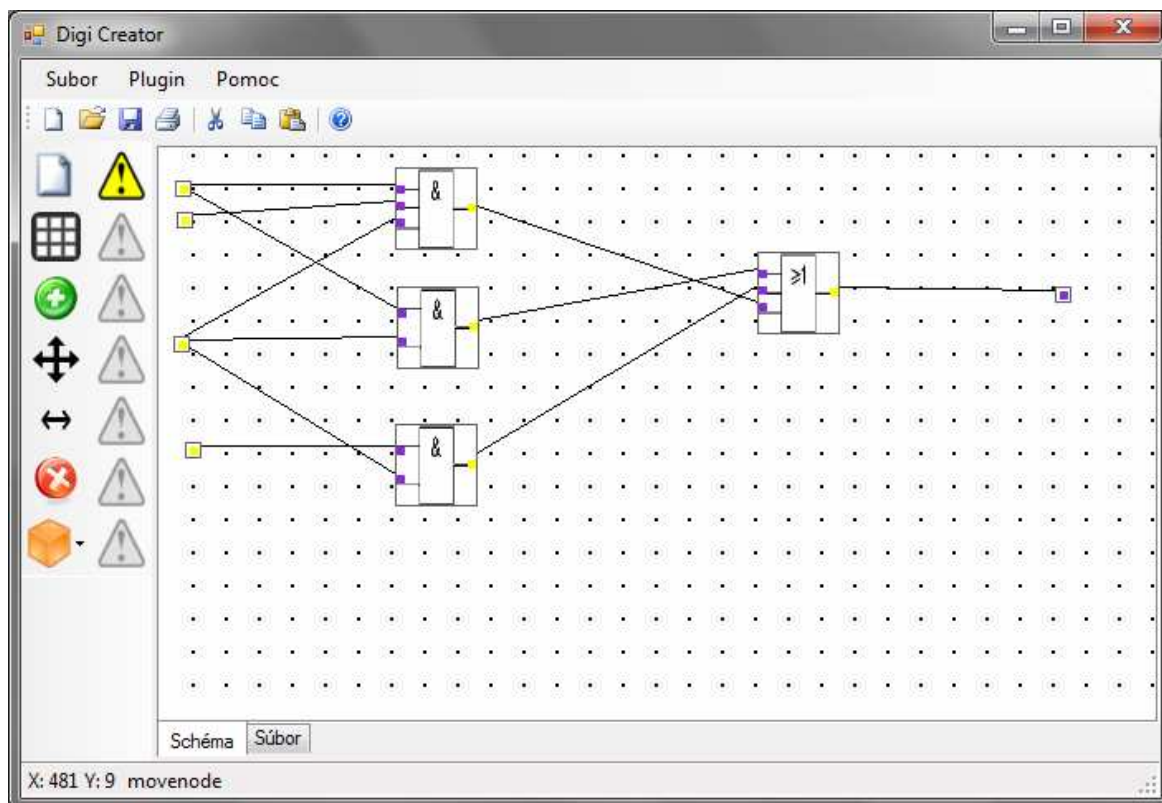 Digi Creator
Subor Plugin Pomoc
&
≥1
&
&
Schéma Súbor
X: 481 Y: 9 movenode